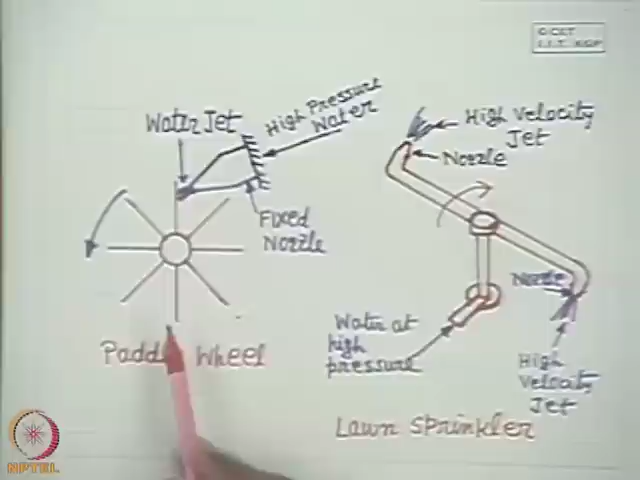 © CET
I.I.T. KGP
Water Jet
High Pressure
Water
Fixed
Nozzle
Paddle Wheel
High Velocity
Jet
Nozzle
Nozzle
Water at
high
pressure
High
Velocity
Jet
Lawn Sprinkler
NPTEL